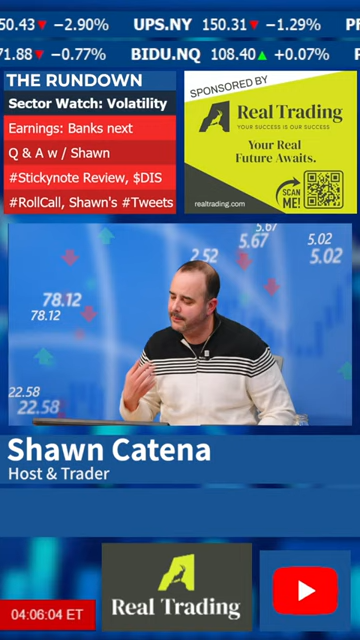 50.43▼ −2.90% UPS.NY 150.31▼ −1.29%
71.88▼ −0.77% BIDU.NQ 108.40▲ +0.07%
THE RUNDOWN
Sector Watch: Volatility
Earnings: Banks next
Q & A w / Shawn
#Stickynote Review, $DIS
#RollCall, Shawn's #Tweets
SPONSORED BY
Real Trading
YOUR SUCCESS IS OUR SUCCESS
Your Real
Future Awaits.
SCAN
ME!
realtrading.com
5.67
5.67
5.02
5.02
2.52
78.12
78.12
22.58
22.58
Shawn Catena
Host & Trader
04:06:04 ET
Real Trading